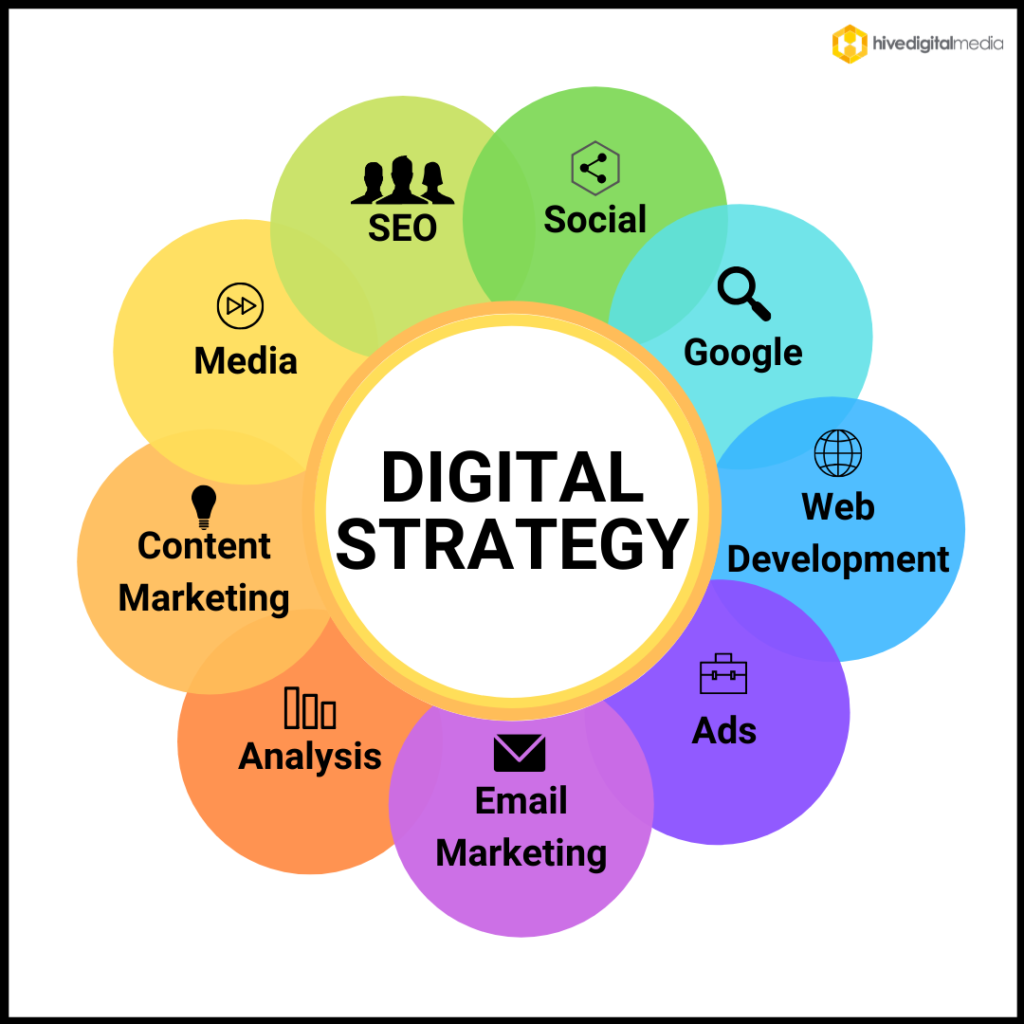 hivedigitalmedia
SEO
Social
Google
Media
DIGITAL
STRATEGY
Web
Development
Content
Marketing
Ads
Analysis
Email
Marketing